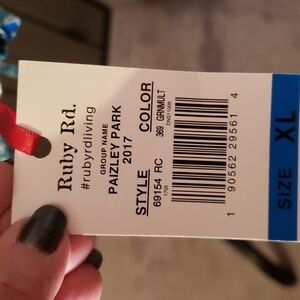 Ruby Rd.
#rubyrdliving
GROUP NAME
PAIZLEY PARK
2017
STYLE COLOR
69154 RC 369 GRNMULT
1 90562 29561 4
SIZE XL